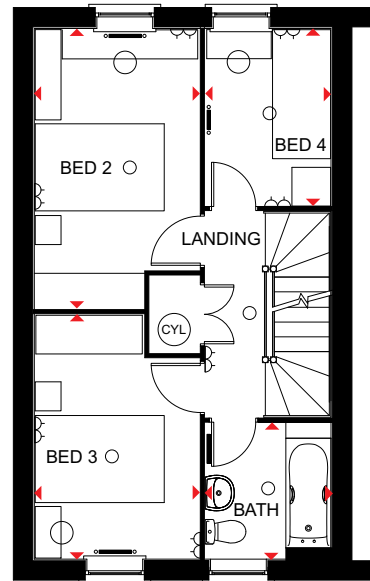 BED 4
BED 2
LANDING
CYL
BED 3
BATH
N